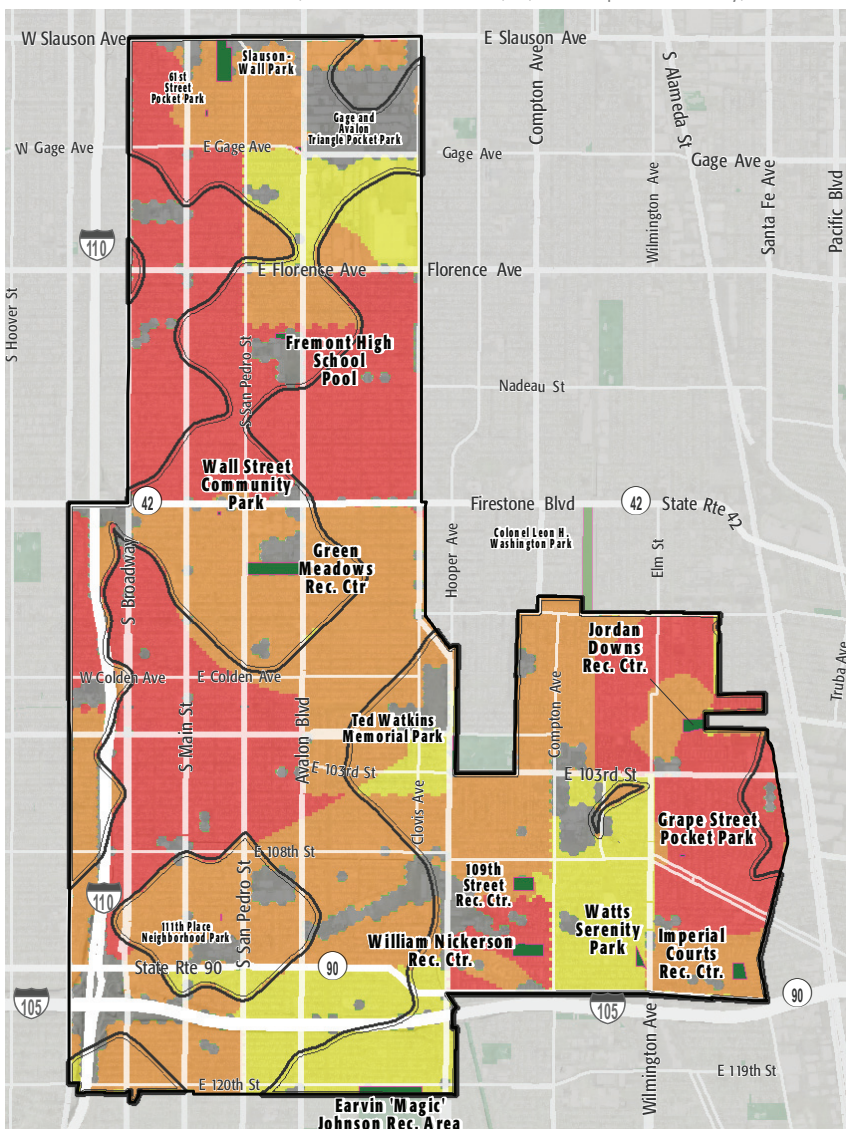 W Slauson Ave
E Slauson Ave
Slauson-
Wall Park
61st
Street
Pocket Park
Compton Ave
S Alameda St
Gage and
Avalon
Triangle Pocket Park
W Gage Ave
E Gage Ave
Gage Ave
Gage Ave
Wilmington Ave
Santa Fe Ave
Pacific Blvd
110
E Florence Ave
Florence Ave
S Hoover St
Fremont High
School
Pool
S San Pedro St
Nadeau St
Wall Street
Community
Park
42
Firestone Blvd
42
State Rte 42
Colonel Leon H.
Washington Park
Hooper Ave
Elm St
Green
Meadows
Rec. Ctr
S Broadway
Jordan
Downs
Rec. Ctr.
W Colden Ave
E Colden Ave
Compton Ave
Truba Ave
S Main St
Avalon Blvd
Ted Watkins
Memorial Park
E 103rd St
E 103rd St
Clovis Ave
Grape Street
Pocket Park
E 108th St
109th
Street
Rec. Ctr.
110
S San Pedro St
111th Place
Neighborhood Park
William Nickerson
Rec. Ctr.
Watts
Serenity
Park
Imperial
Courts
Rec. Ctr.
State Rte 90
90
90
105
105
Wilmington Ave
E 119th St
E 120th St
Earvin 'Magic'
Johnson Rec. Area